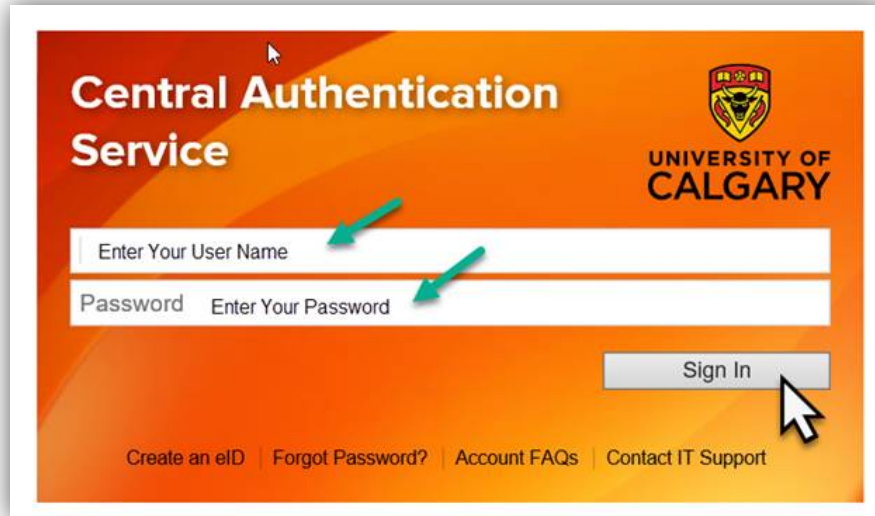 Central Authentication
Service
UNIVERSITY OF
CALGARY
Enter Your User Name
Password Enter Your Password
Sign In
Create an eID | Forgot Password? | Account FAQs | Contact IT Support